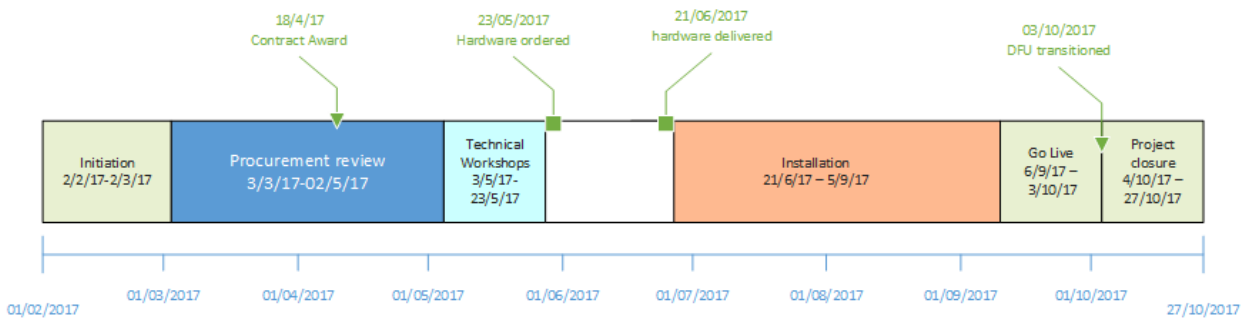 18/4/17
Contract Award
23/05/2017
Hardware ordered
21/06/2017
hardware delivered
03/10/2017
DFU transitioned
Initiation
2/2/17-2/3/17
Procurement review
3/3/17-02/5/17
Technical
Workshops
3/5/17-
23/5/17
Installation
21/6/17 – 5/9/17
Go Live
6/9/17 –
3/10/17
Project
closure
4/10/17 –
27/10/17
01/02/2017
01/03/2017
01/04/2017
01/05/2017
01/06/2017
01/07/2017
01/08/2017
01/09/2017
01/10/2017
27/10/2017